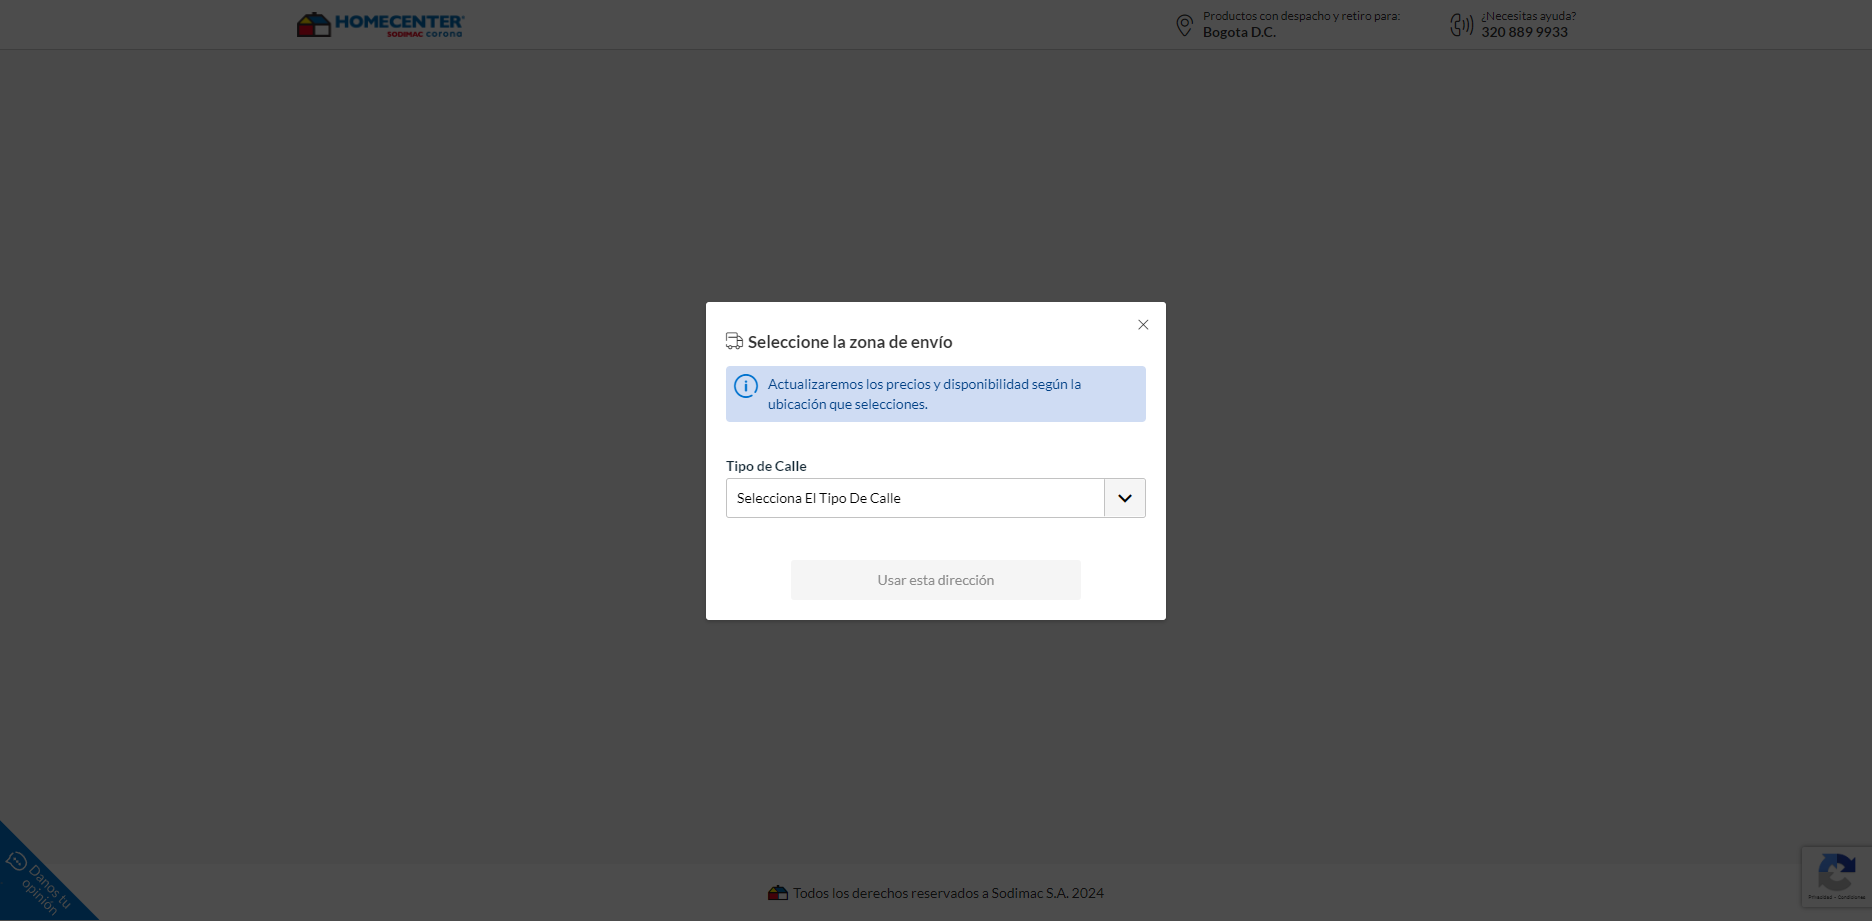 HOMECENTER
SODIMAC corona
Productos con despacho y retiro para:
Bogota D.C.
¿Necesitas ayuda?
320 889 9933
Seleccione la zona de envío
Actualizaremos los precios y disponibilidad según la
ubicación que selecciones.
Tipo de Calle
Selecciona El Tipo De Calle
Usar esta dirección
Danos tu
opinión
Todos los derechos reservados a Sodimac S.A. 2024
Privacidad - Condiciones